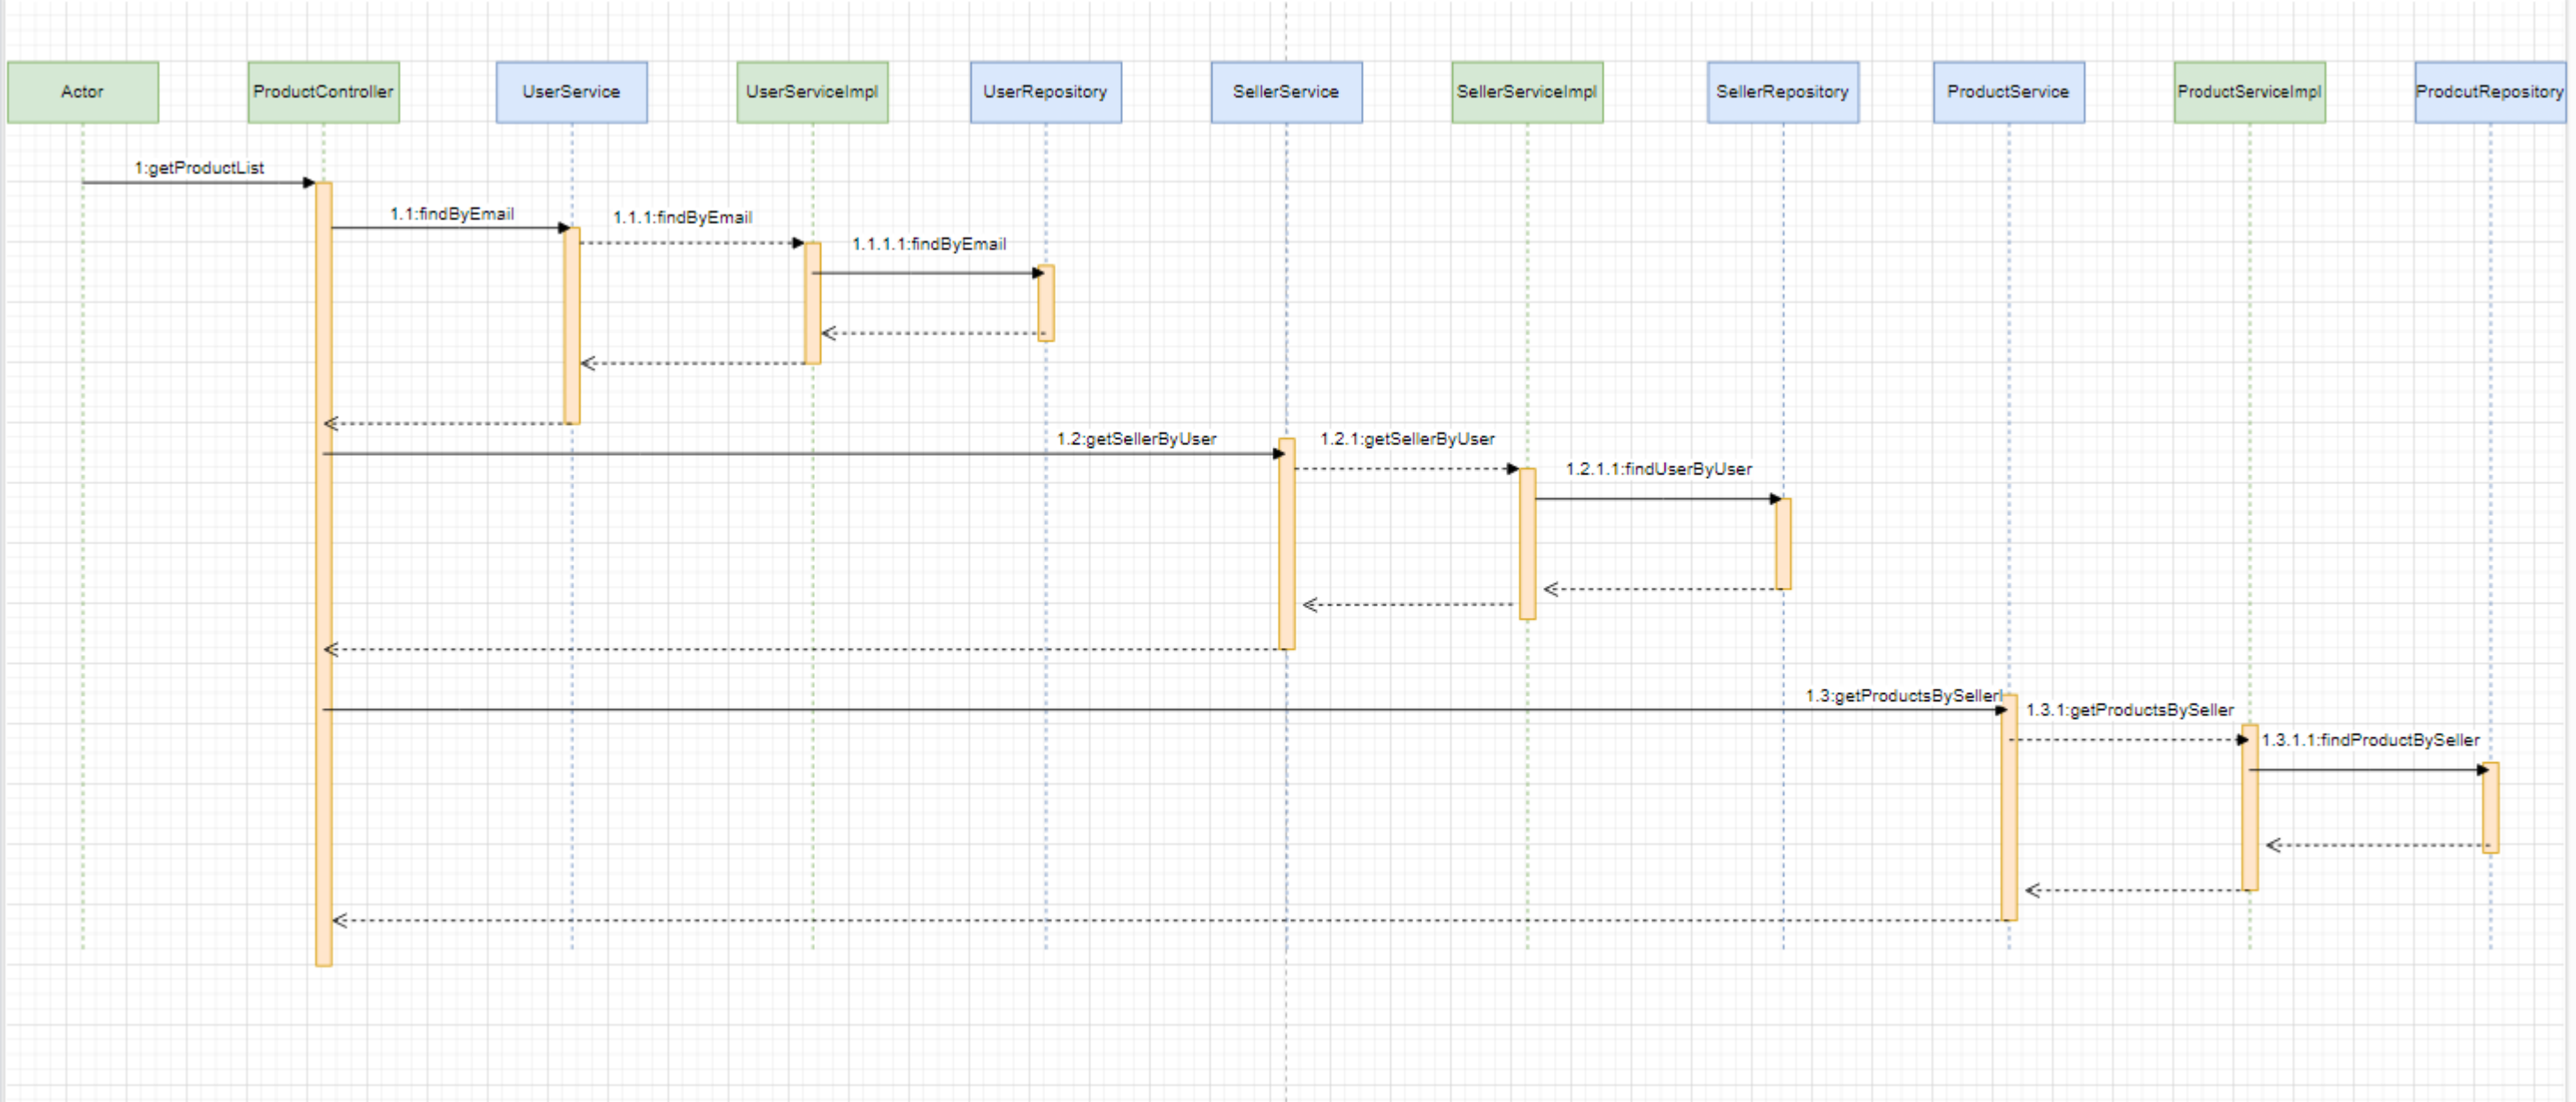 Actor
ProductController
UserService
UserServiceImpl
UserRepository
SellerService
SellerServiceImpl
SellerRepository
ProductService
ProductServiceImpl
ProdcutRepository
1:getProductList
1.1:findByEmail
1.1.1:findByEmail
1.1.1.1:findByEmail
1.2:getSellerByUser
1.2.1:getSellerByUser
1.2.1.1:findUserByUser
1.3:getProductsBySeller
1.3.1:getProductsBySeller
1.3.1.1:findProductBySeller